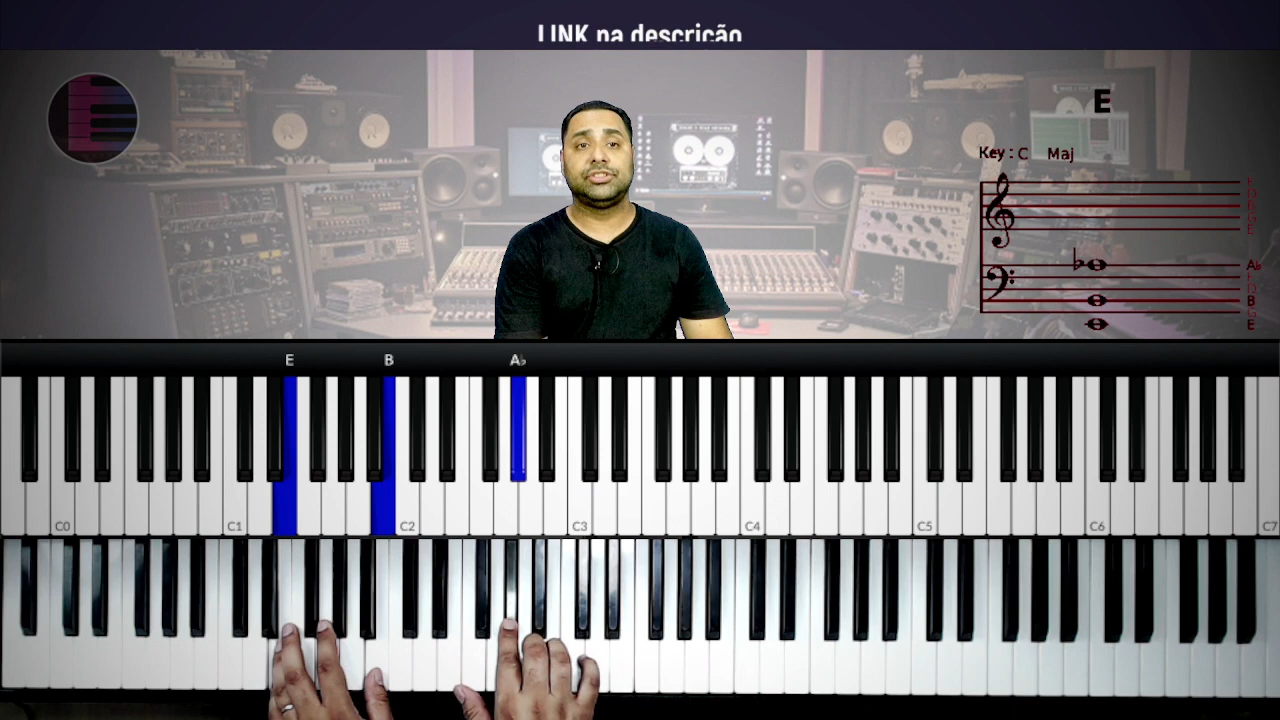 LINK na descrição
E
E
Key : C Maj
A♭
B
E
E B A♭
C0 C1 C2 C3 C4 C5 C6 C7